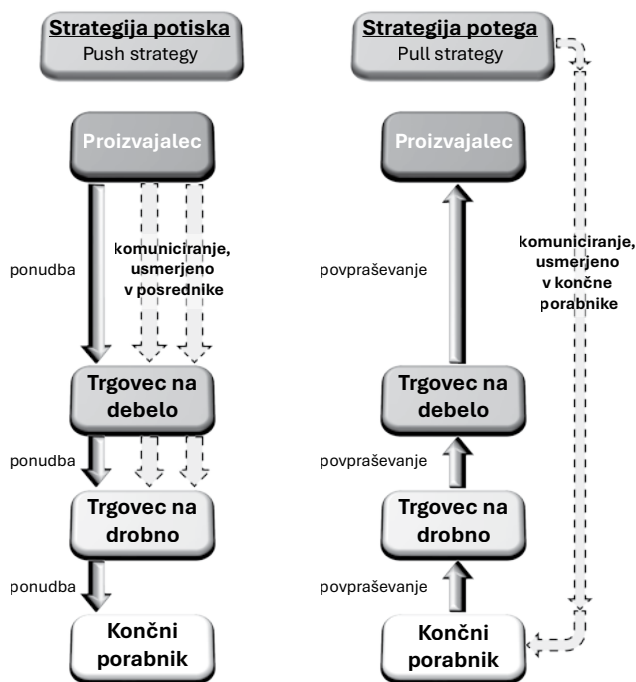 Strategija potiska
Push strategy
Proizvajalec
ponudba
komuniciranje,
usmerjeno
v posrednike
Trgovec na
debelo
ponudba
Trgovec na
drobno
ponudba
Končni
porabnik
Strategija potega
Pull strategy
Proizvajalec
povpraševanje
komuniciranje,
usmerjeno
v končne
porabnike
Trgovec na
debelo
povpraševanje
Trgovec na
drobno
povpraševanje
Končni
porabnik